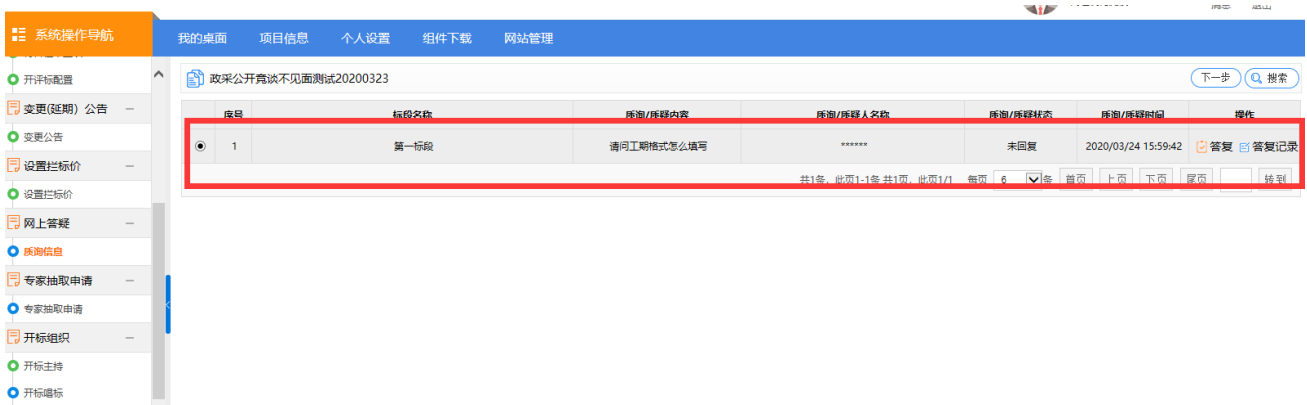 系统操作导航
我的桌面 项目信息 个人设置 组件下载 网站管理
开评标配置
变更(延期)公告
变更公告
设置拦标价
设置拦标价
网上答疑
质询信息
专家抽取申请
专家抽取申请
开标组织
开标主持
开标唱标
政采公开竞谈不见面测试20200323
下一步 搜索
序号 标段名称 质询/质疑内容 质询/质疑人名称 质询/质疑状态 质询/质疑时间 操作
1 第一标段 请问工期格式怎么填写 ****** 未回复 2020/03/24 15:59:42 答复 答复记录
共1条，此页1-1条 共1页，此页1/1 每页 6 条 首页 上页 下页 尾页 转到